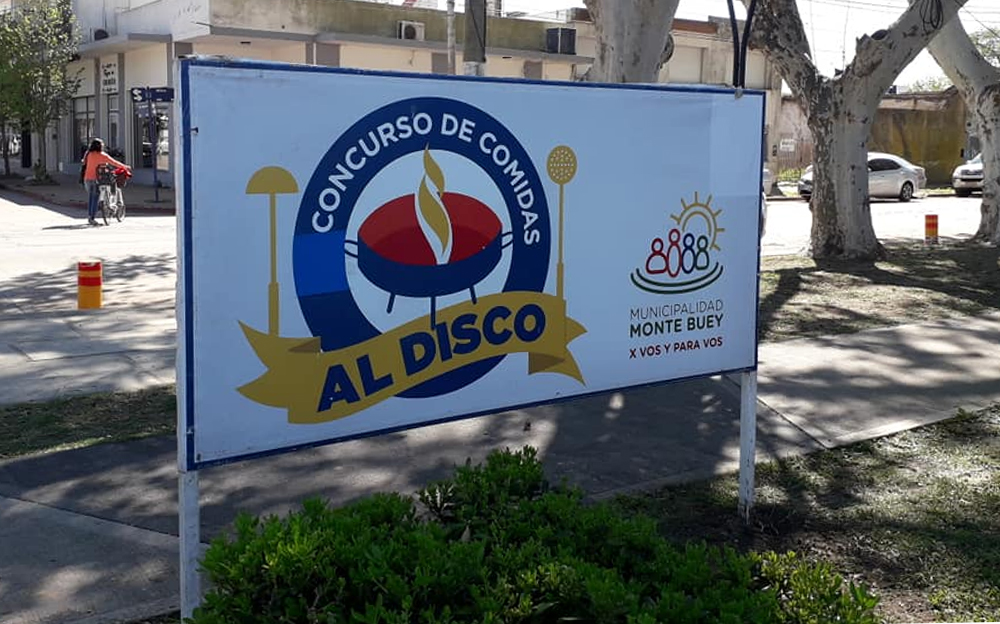 CONCURSO DE COMIDAS
AL DISCO
MUNICIPALIDAD
MONTE BUEY
X VOS Y PARA VOS